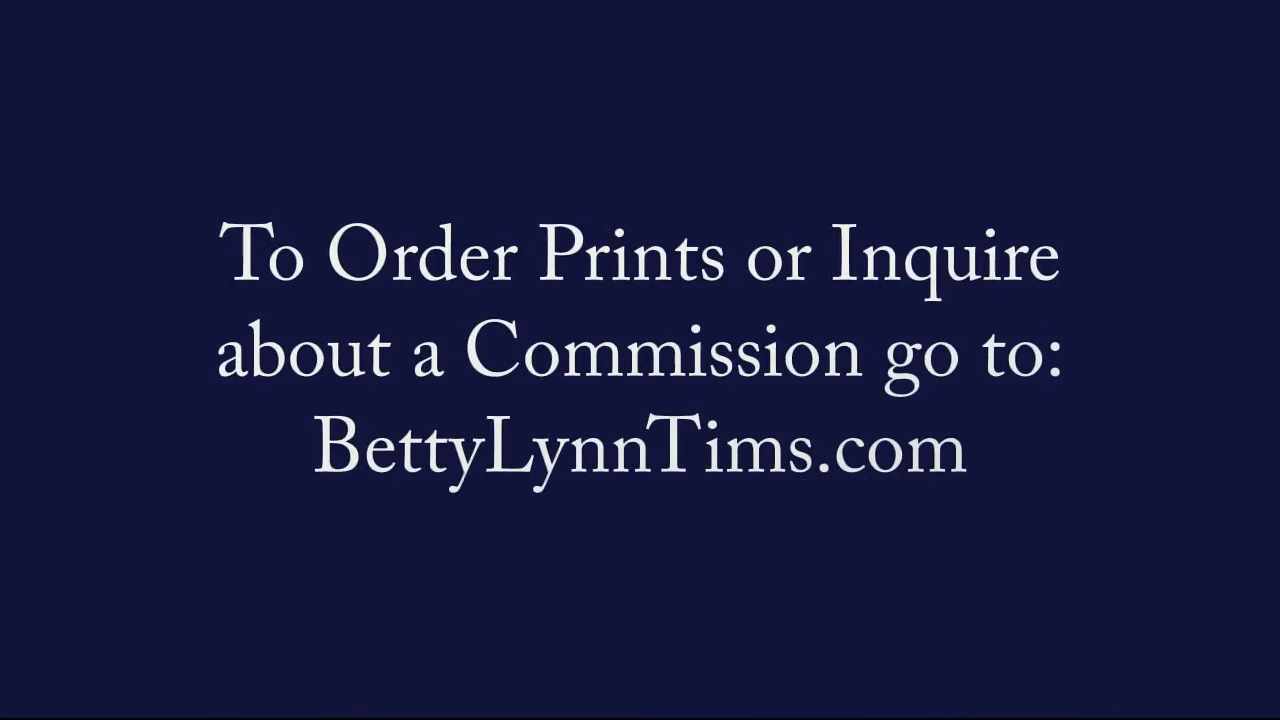 To Order Prints or Inquire
about a Commission go to:
BettyLynnTims.com